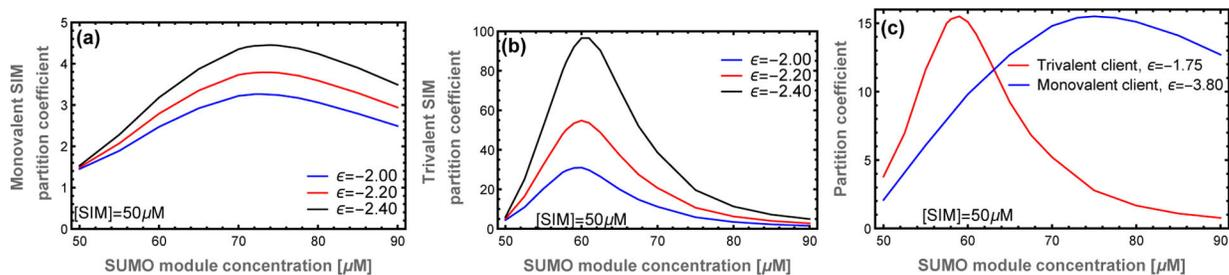 (a)
Monovalent SIM
partition coefficient
5
4
3
2
1
0
ϵ=−2.00
ϵ=−2.20
ϵ=−2.40
[SIM]=50μM
50 60 70 80 90
SUMO module concentration [μM]
(b)
Trivalent SIM
partition coefficient
100
80
60
40
20
0
ϵ=−2.00
ϵ=−2.20
ϵ=−2.40
[SIM]=50μM
50 60 70 80 90
SUMO module concentration [μM]
(c)
Partition coefficient
15
10
5
0
Trivalent client, ϵ=−1.75
Monovalent client, ϵ=−3.80
[SIM]=50μM
50 60 70 80 90
SUMO module concentration [μM]